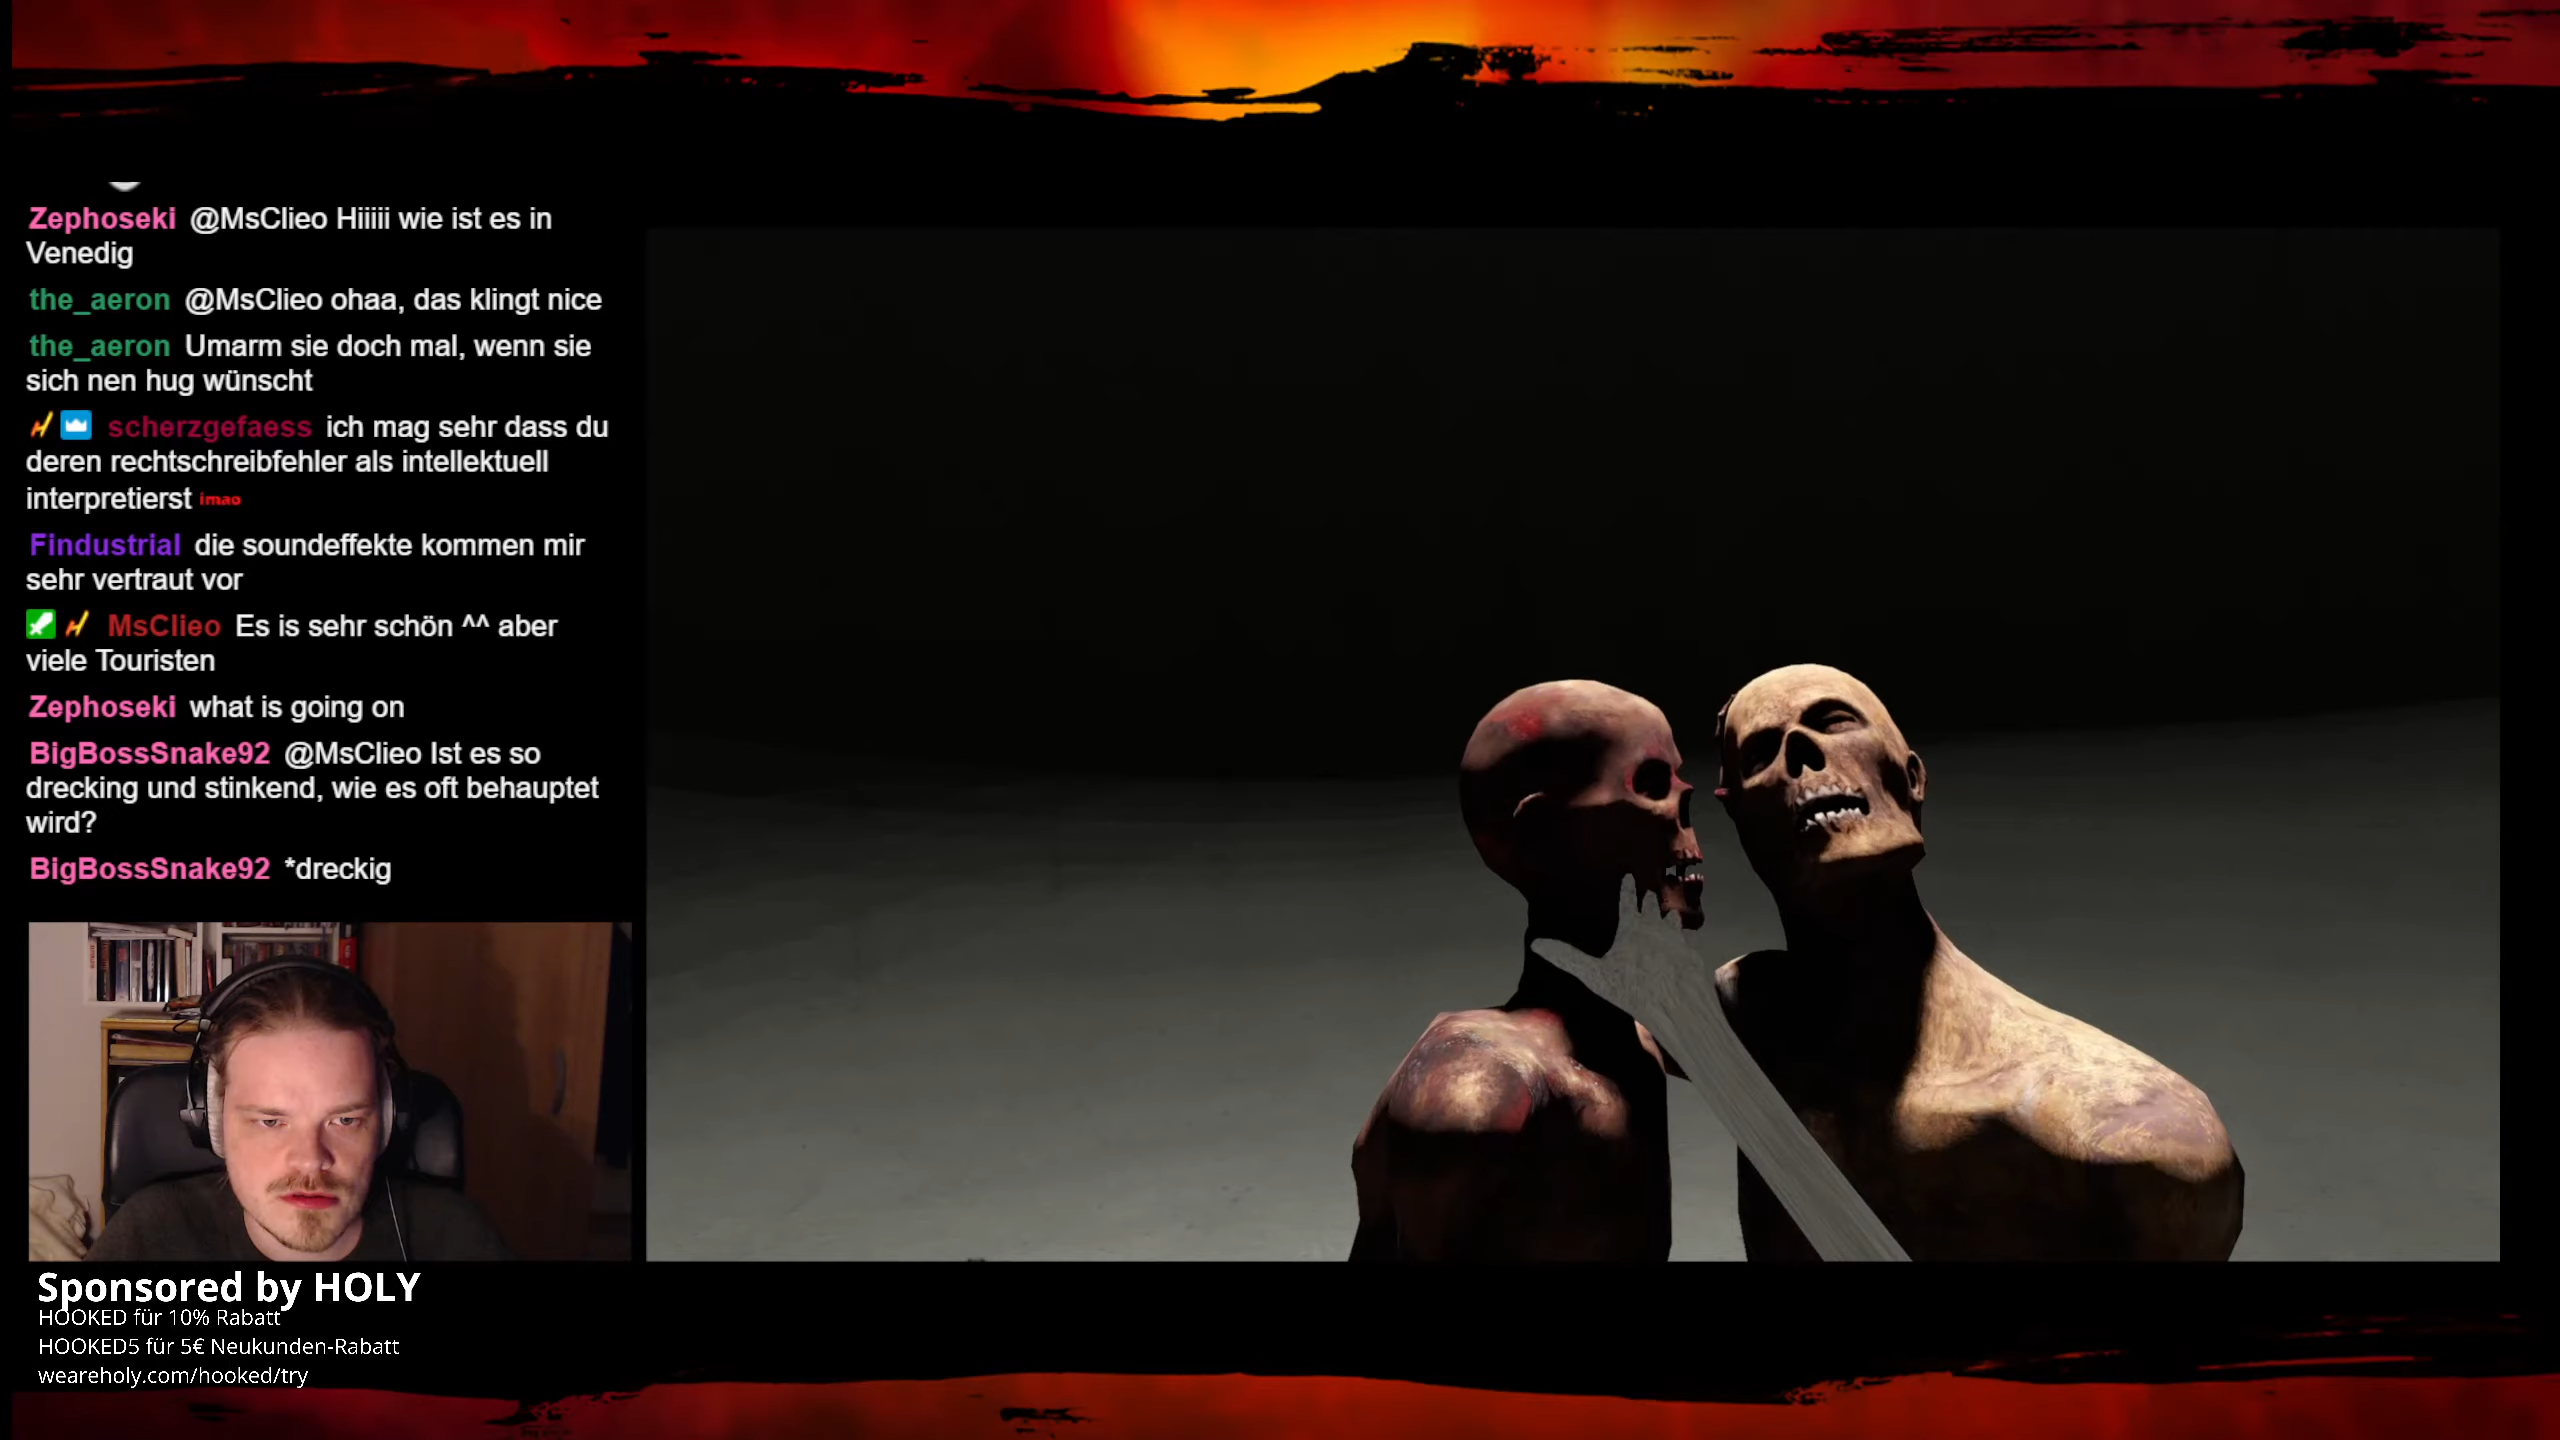 Zephoseki @MsClieo Hiiiii wie ist es in
Venedig
the_aeron @MsClieo ohaa, das klingt nice
the_aeron Umarm sie doch mal, wenn sie
sich nen hug wünscht
scherzgefaess ich mag sehr dass du
deren rechtschreibfehler als intellektuell
interpretierst lmao
Findustrial die soundeffekte kommen mir
sehr vertraut vor
MsClieo Es is sehr schön ^^ aber
viele Touristen
Zephoseki what is going on
BigBossSnake92 @MsClieo Ist es so
drecking und stinkend, wie es oft behauptet
wird?
BigBossSnake92 *dreckig
Sponsored by HOLY
HOOKED für 10% Rabatt
HOOKED5 für 5€ Neukunden-Rabatt
weareholy.com/hooked/try